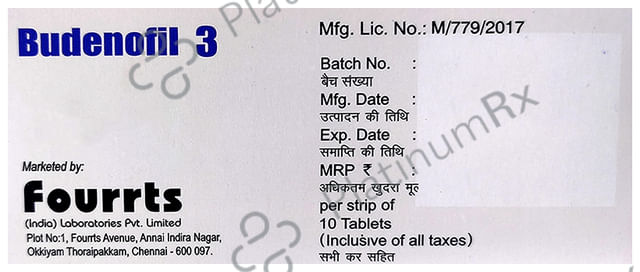 Budenofil 3
Marketed by:
Fourrts
(India) Laboratories Pvt. Limited
Plot No:1, Fourrts Avenue, Annai Indira Nagar,
Okkiyam Thoraipakkam, Chennai - 600 097.
Mfg. Lic. No.: M/779/2017
Batch No. :
बैच संख्या
Mfg. Date :
उत्पादन की तिथि
Exp. Date :
समाप्ति की तिथि
MRP ₹ :
अधिकतम खुदरा मूल
per strip of
10 Tablets
(Inclusive of all taxes)
सभी कर सहित
PlatinumRx